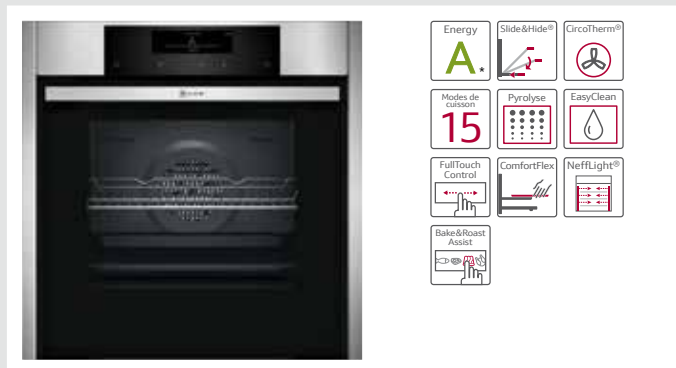 Energy
A*
Slide&Hide®
CircoTherm®
Modes de
cuisson
15
Pyrolyse
EasyClean
FullTouch
Control
ComfortFlex
NeffLight®
Bake&Roast
Assist